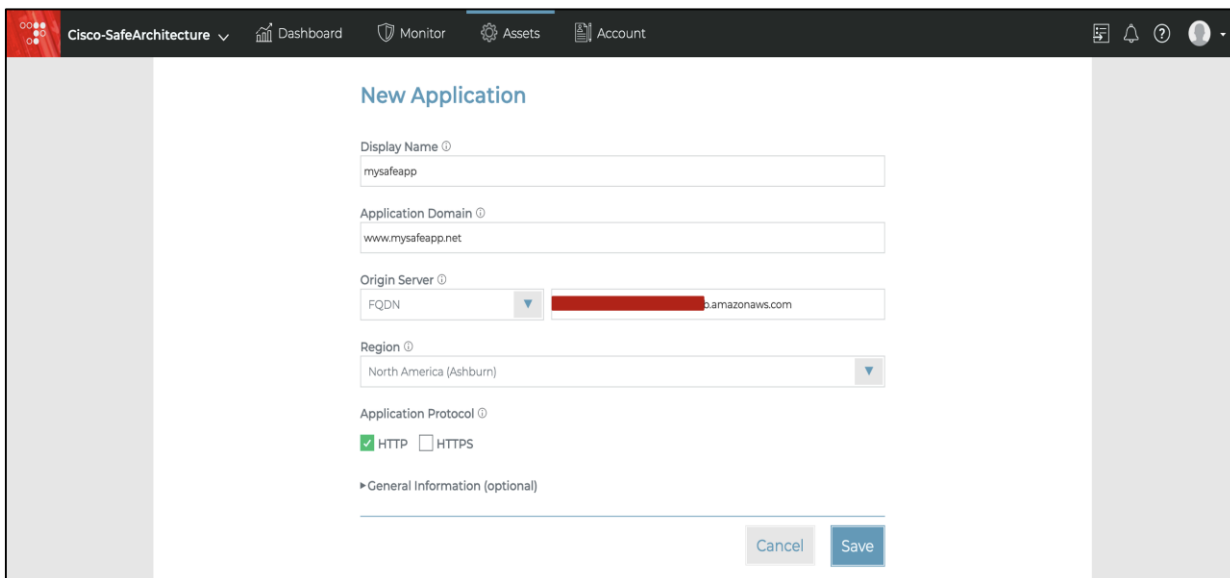 Cisco-SafeArchitecture Dashboard Monitor Assets Account
New Application
Display Name
mysafeapp
Application Domain
www.mysafeapp.net
Origin Server
FQDN .amazonaws.com
Region
North America (Ashburn)
Application Protocol
HTTP HTTPS
General Information (optional)
Cancel Save